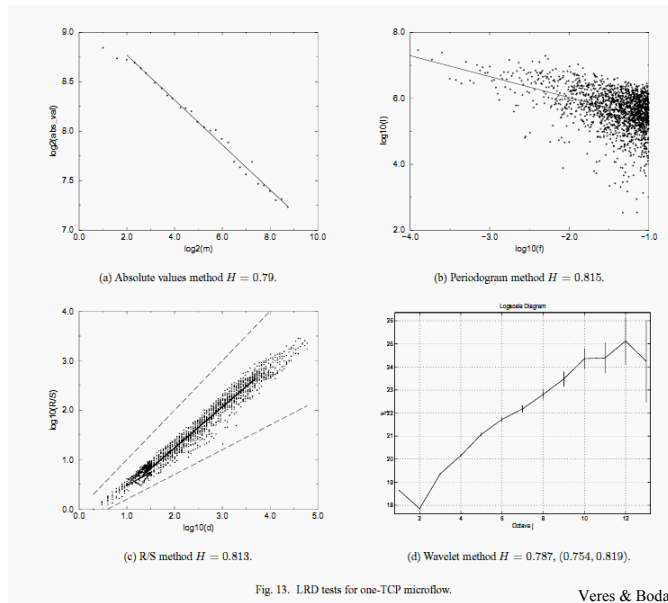 9.0
8.5
8.0
7.5
7.0
log2(abs_val)
0.0 2.0 4.0 6.0 8.0 10.0
log2(m)
(a) Absolute values method H = 0.79.
8.0
6.0
4.0
2.0
log10(I)
-4.0 -3.0 -2.0 -1.0
log10(f)
(b) Periodogram method H = 0.815.
4.0
3.0
2.0
1.0
0.0
log10(R/S)
0.0 1.0 2.0 3.0 4.0 5.0
log10(d)
(c) R/S method H = 0.813.
Logscale Diagram
26
25
24
23
22
21
20
19
18
2 4 6 8 10 12
Octave j
(d) Wavelet method H = 0.787, (0.754, 0.819).
Fig. 13. LRD tests for one-TCP microflow.
Veres & Boda